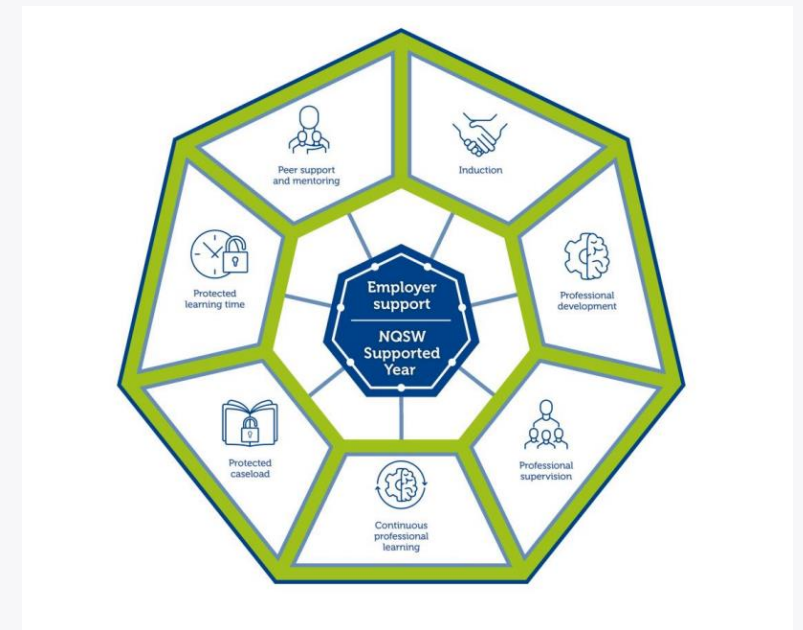 Peer support
and mentoring
Induction
Protected
learning time
Professional
development
Employer
support
NQSW
Supported
Year
Protected
caseload
Professional
supervision
Continuous
professional
learning